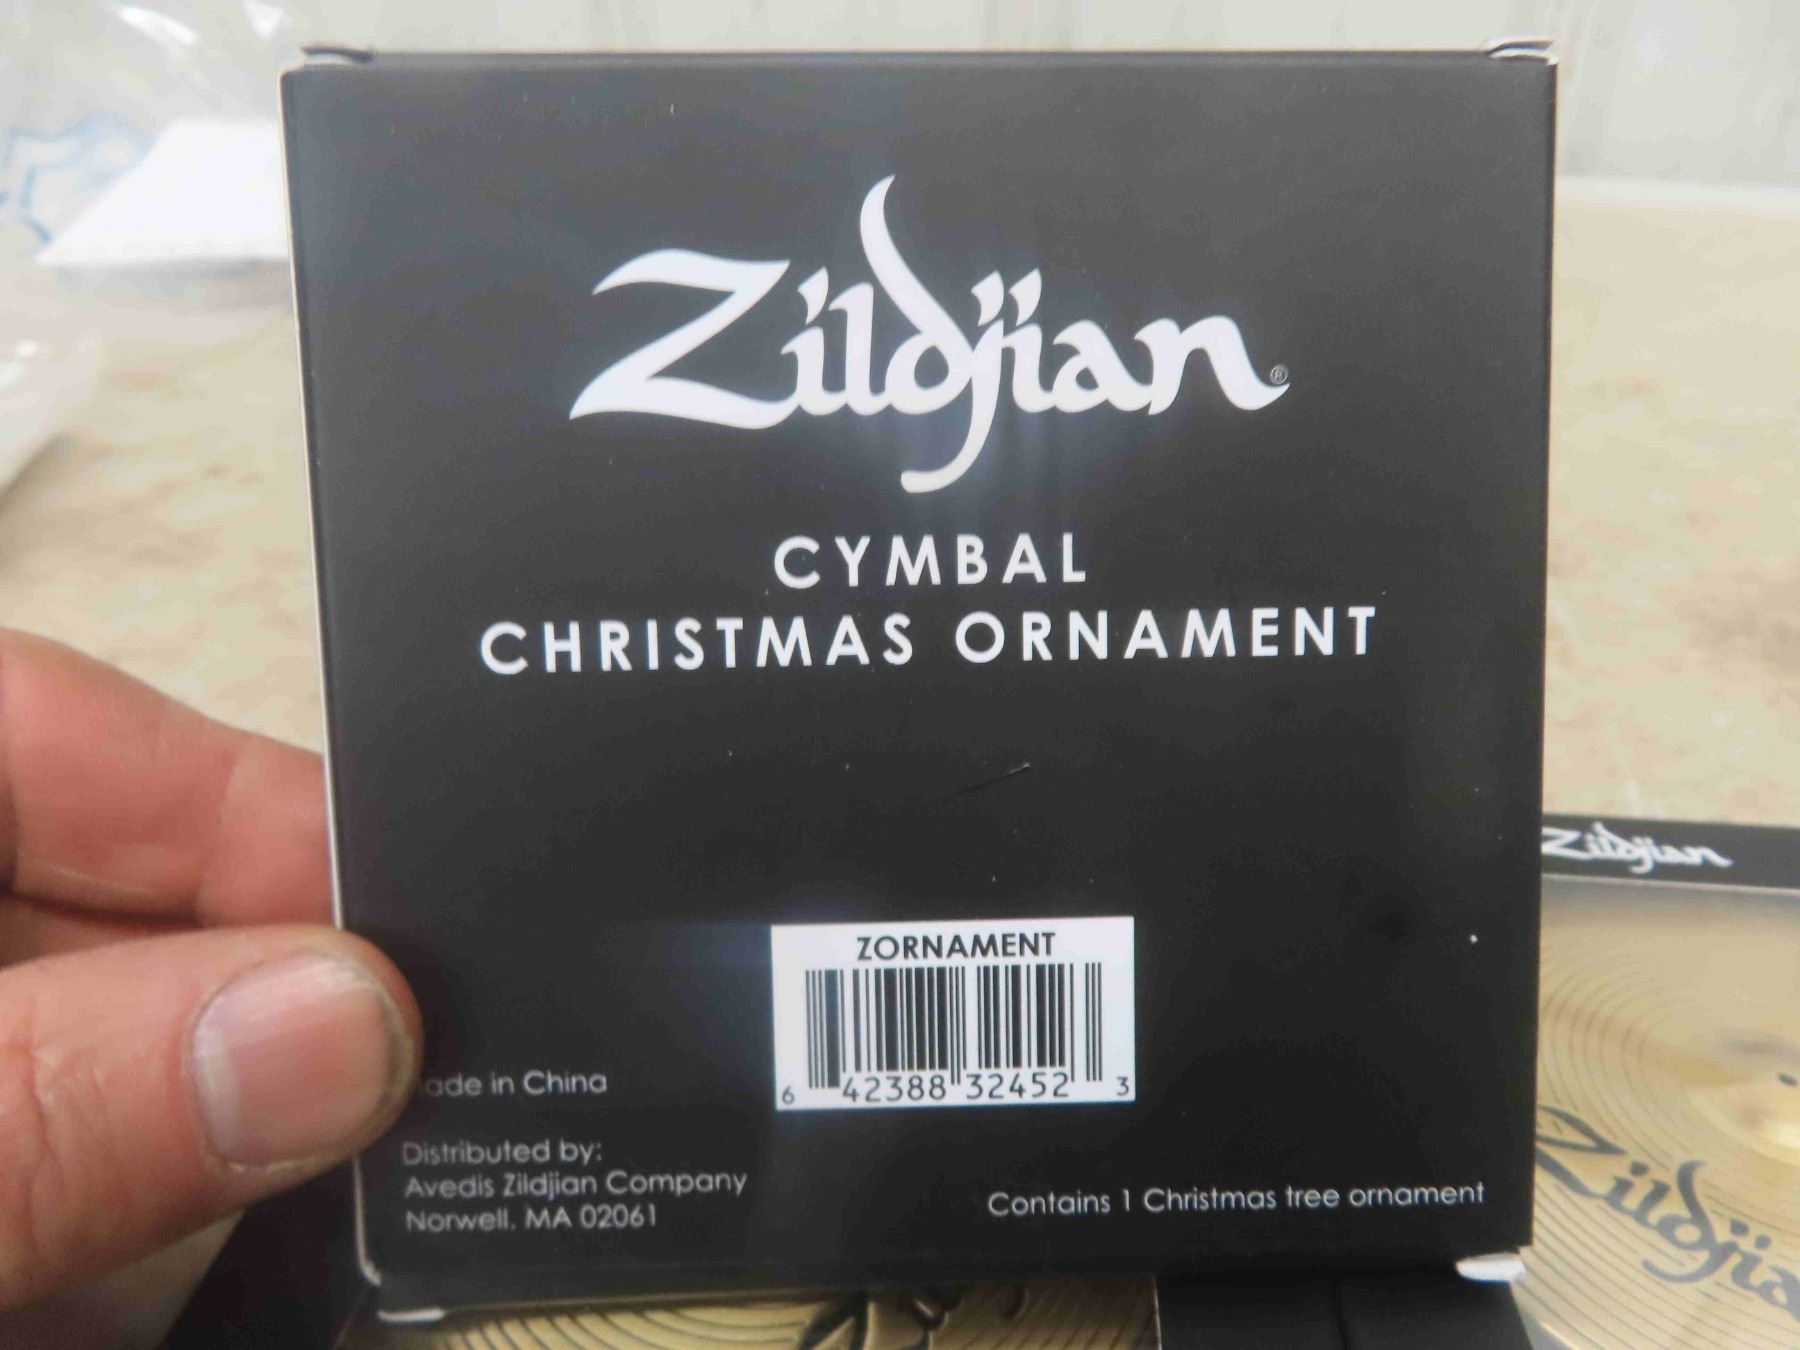 Zildjian®
CYMBAL
CHRISTMAS ORNAMENT
Zildjian
ZORNAMENT
6 42388 32452 3
ade in China
Distributed by:
Avedis Zildjian Company
Norwell, MA 02061
Contains 1 Christmas tree ornament
Zildjia